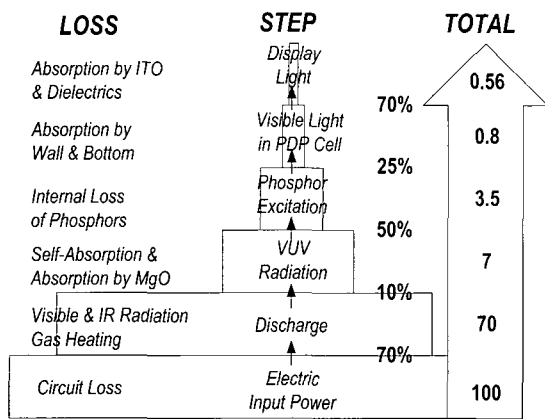 LOSS STEP TOTAL
Absorption by ITO
& Dielectrics
Display
Light
0.56
70%
Absorption by
Wall & Bottom
Visible Light
in PDP Cell
0.8
25%
Internal Loss
of Phosphors
Phosphor
Excitation
3.5
50%
Self-Absorption &
Absorption by MgO
VUV
Radiation
7
10%
Visible & IR Radiation
Gas Heating
Discharge
70
70%
Circuit Loss
Electric
Input Power
100